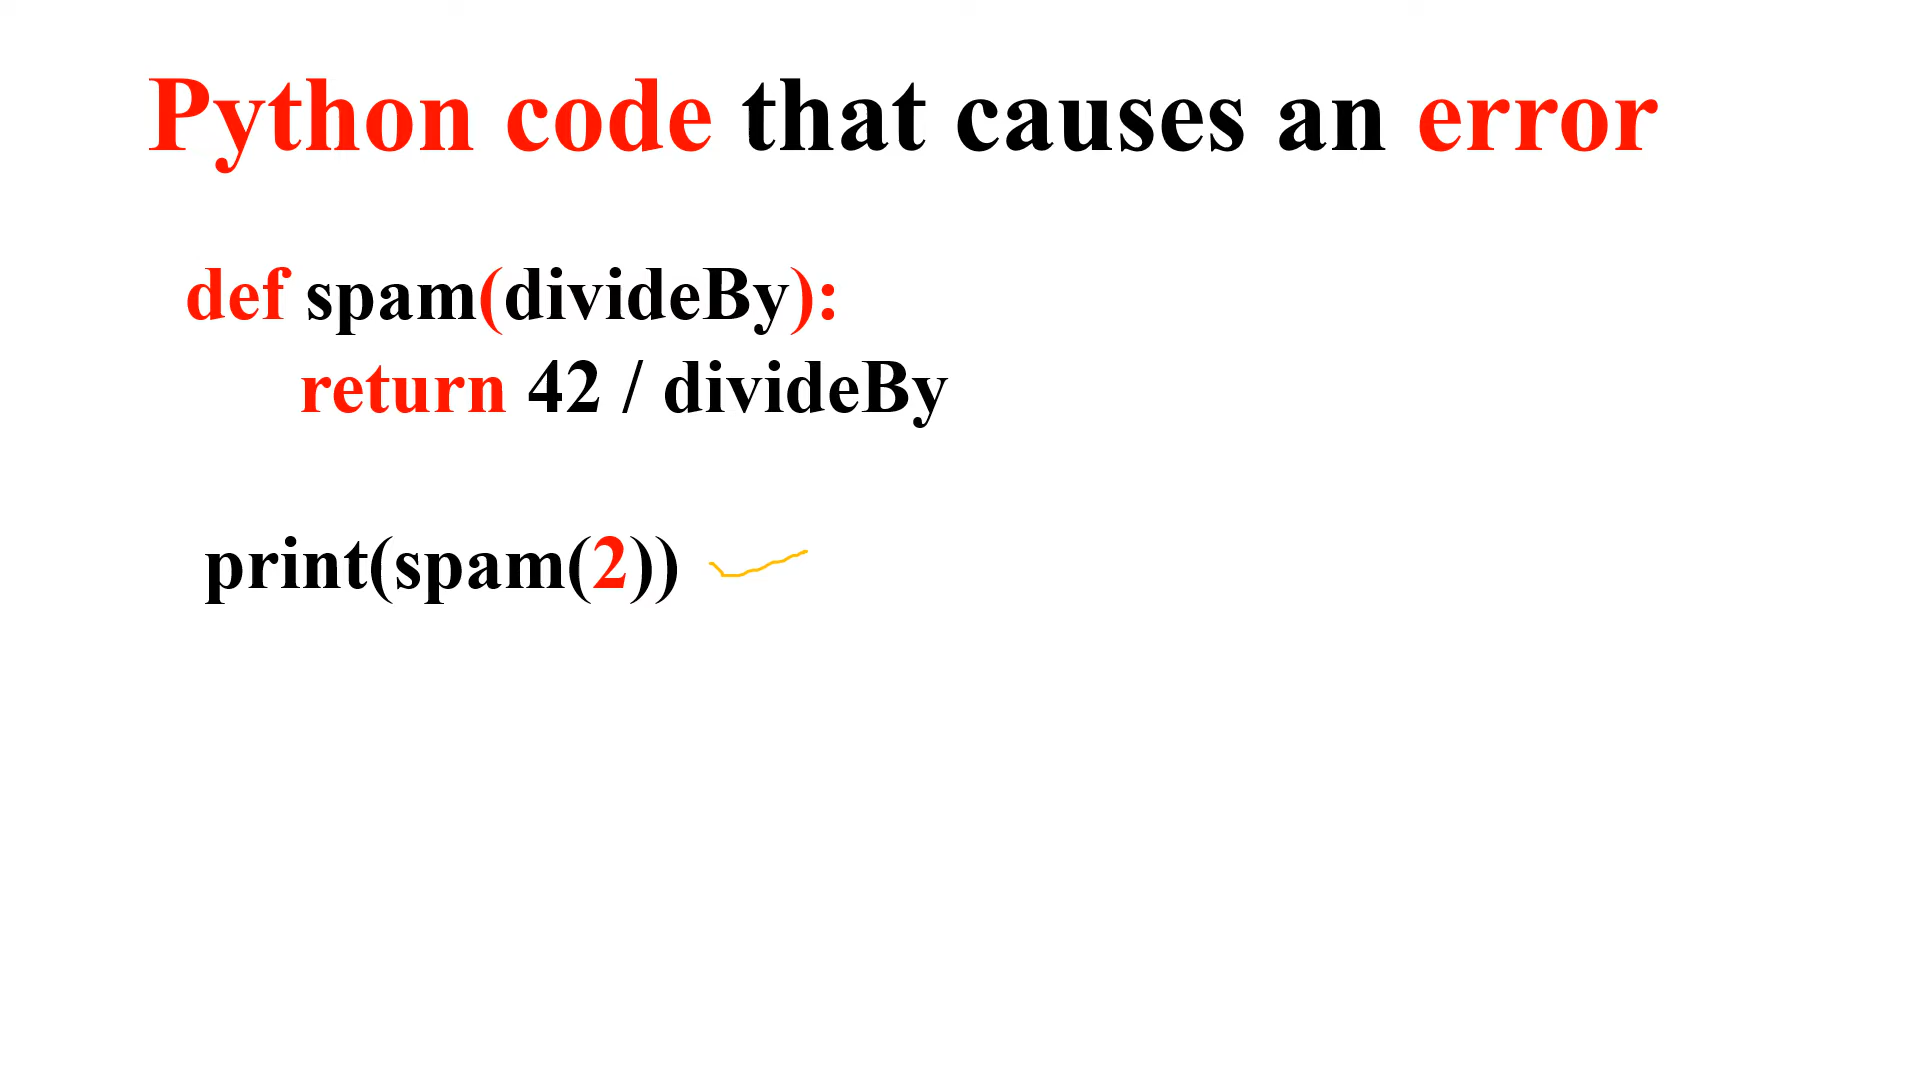 Python code that causes an error
def spam(divideBy):
return 42 / divideBy
print(spam(2))